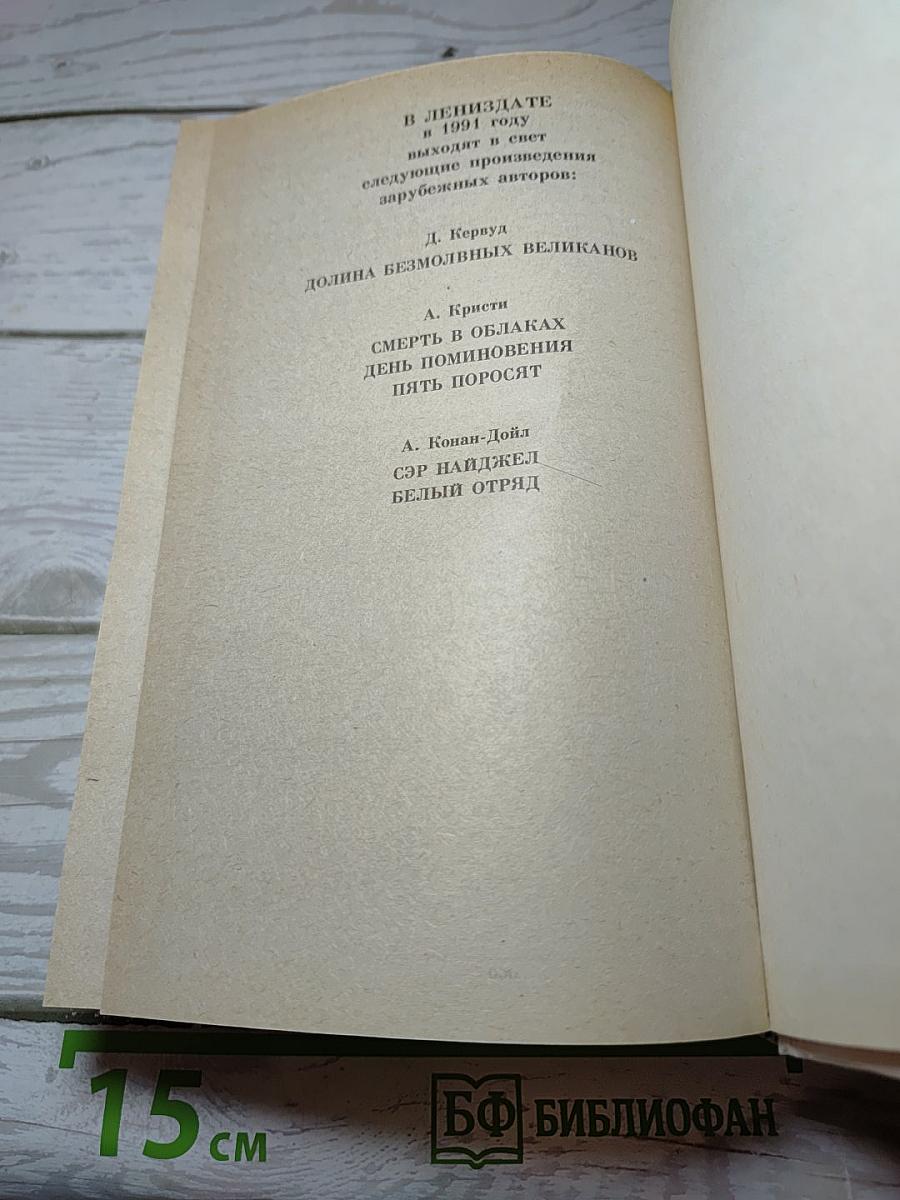 В ЛЕНИЗДАТЕ
в 1991 году
выходят в свет
следующие произведения
зарубежных авторов:
Д. Кервуд
ДОЛИНА БЕЗМОЛВНЫХ ВЕЛИКАНОВ
А. Кристи
СМЕРТЬ В ОБЛАКАХ
ДЕНЬ ПОМИНОВЕНИЯ
ПЯТЬ ПОРОСЯТ
А. Конан-Дойл
СЭР НАЙДЖЕЛ
БЕЛЫЙ ОТРЯД
15 см
БФ БИБЛИОФАН